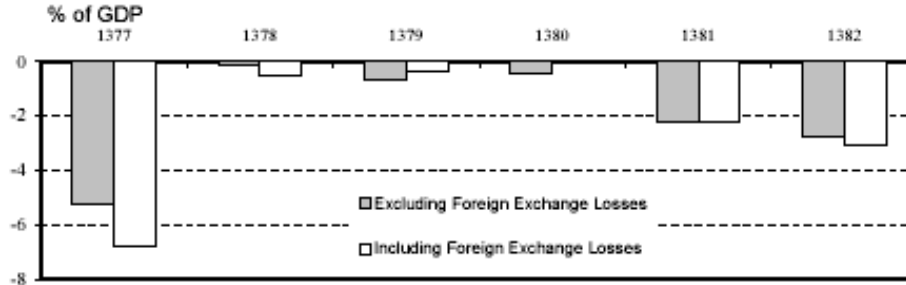 % of GDP
1377 1378 1379 1380 1381 1382
0
-2
-4
Excluding Foreign Exchange Losses
-6
Including Foreign Exchange Losses
-8